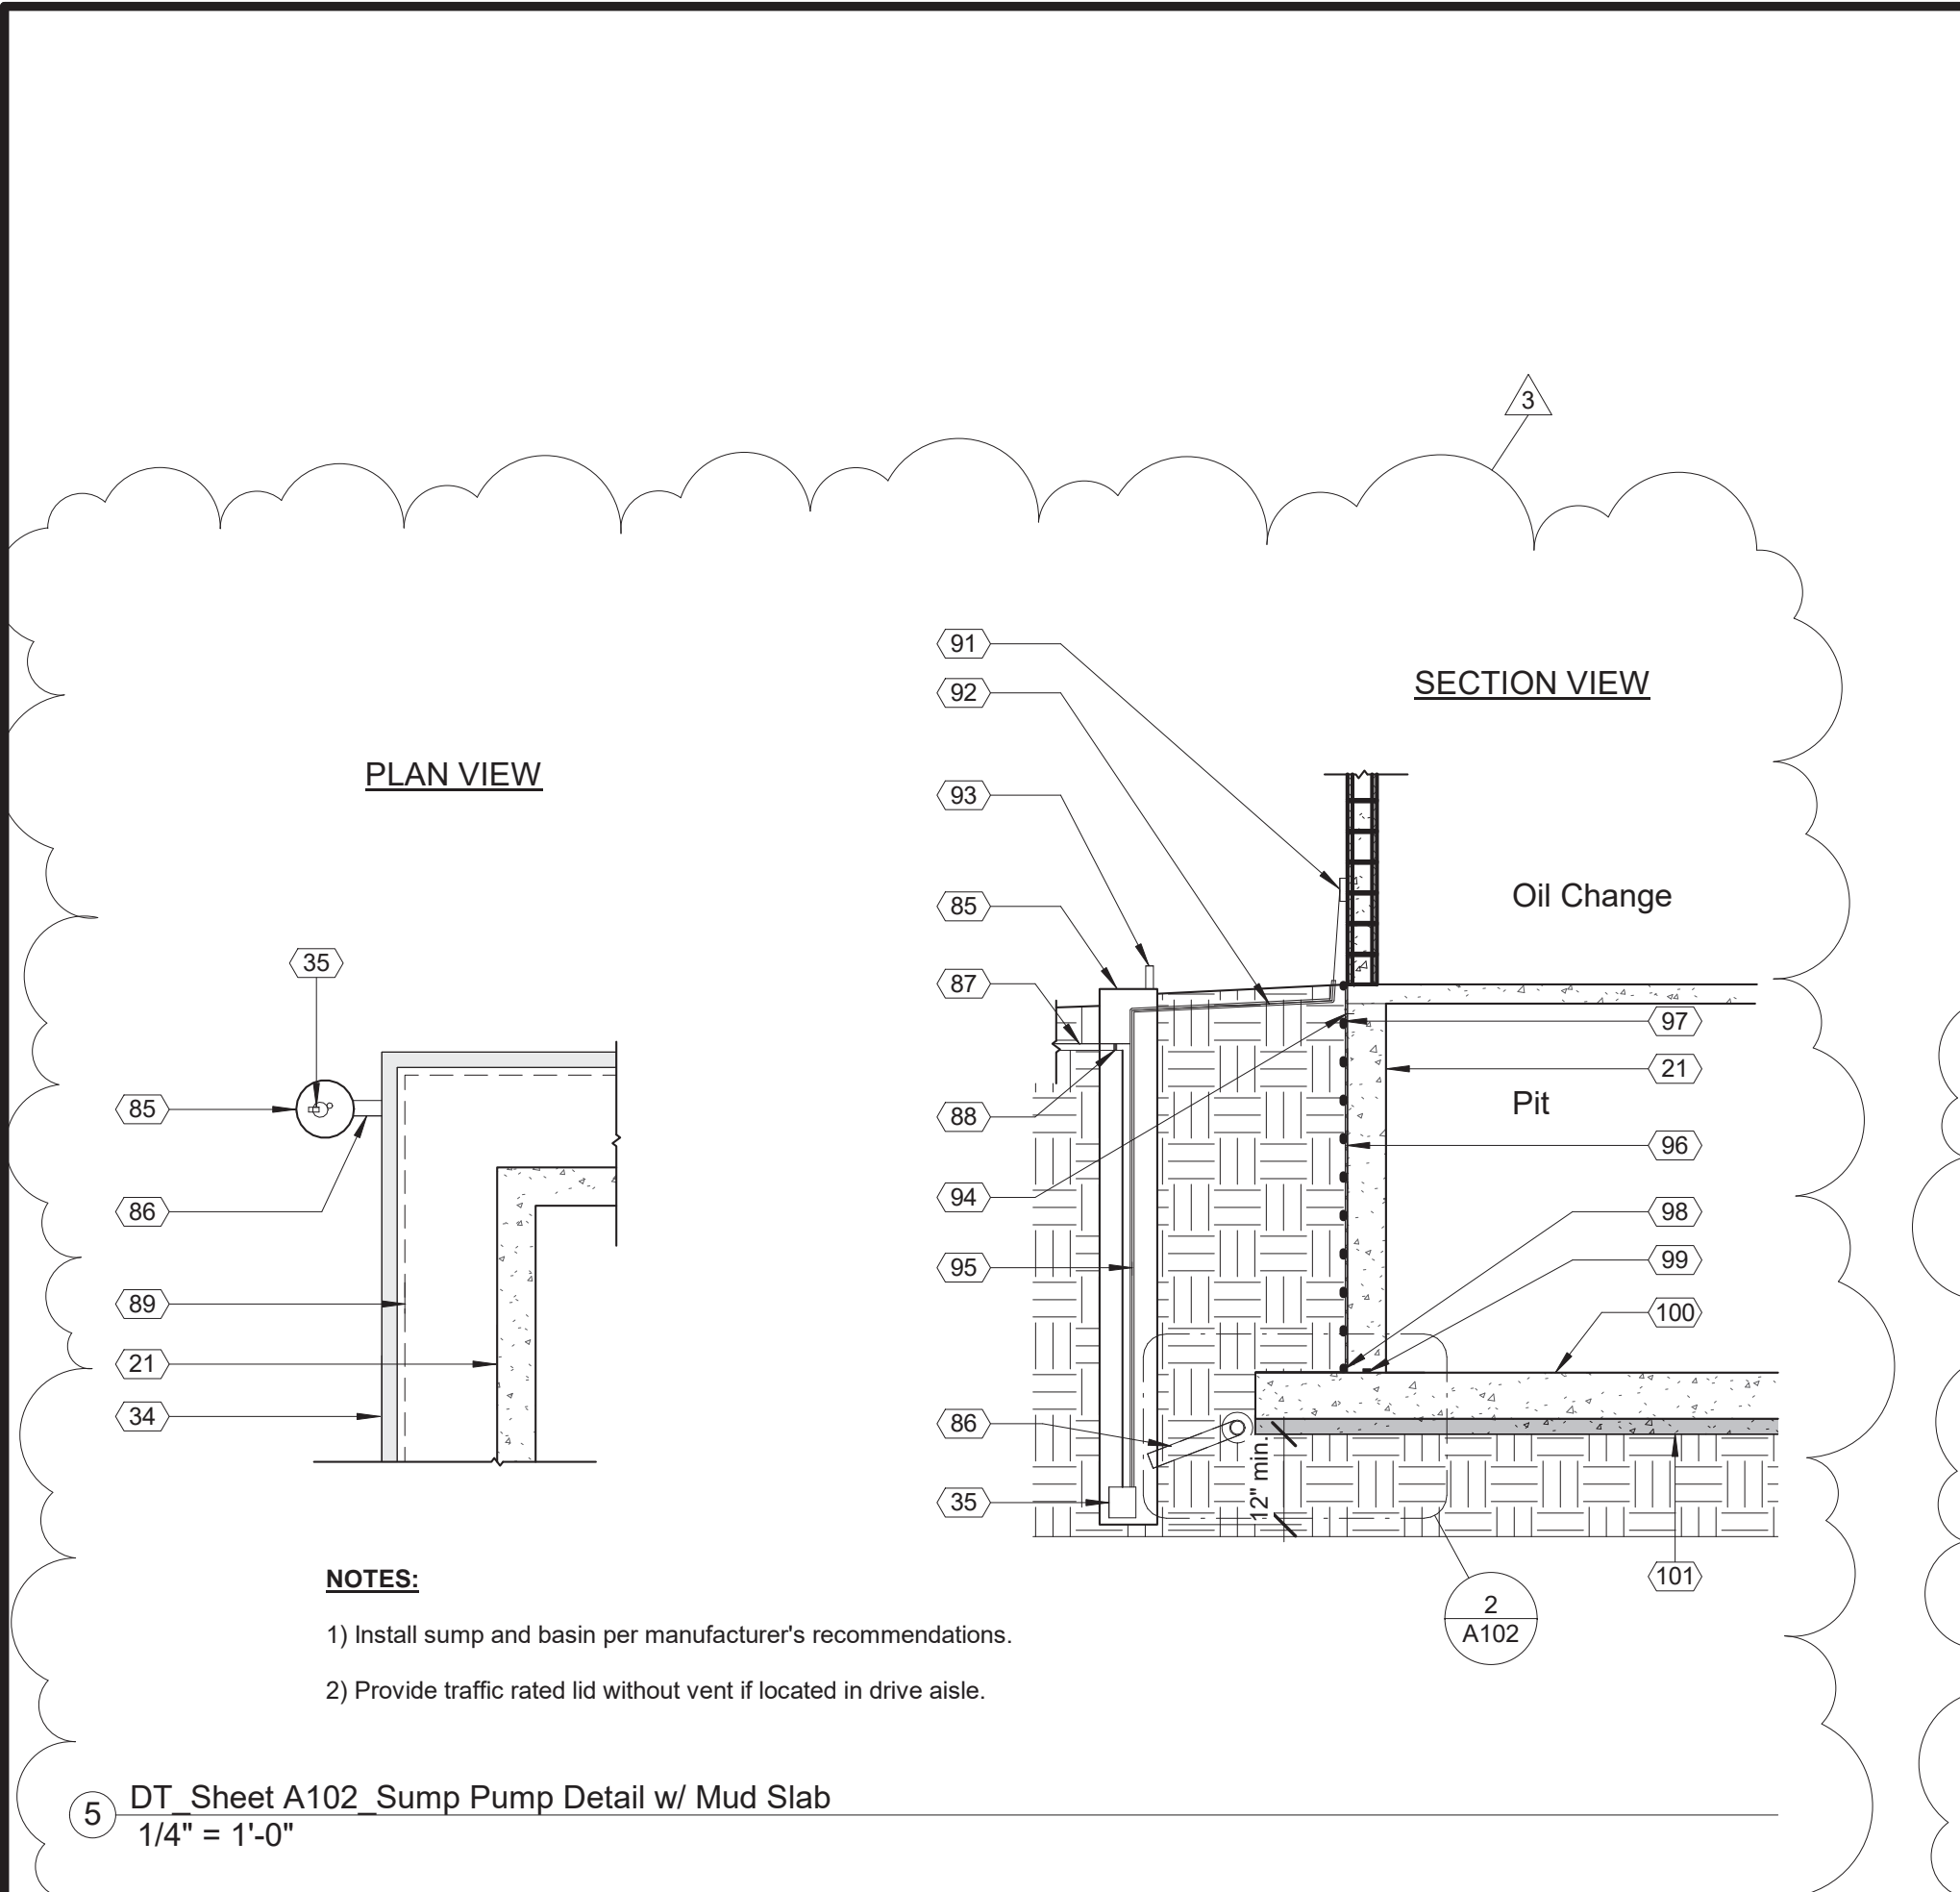 3
SECTION VIEW
PLAN VIEW
91
92
93
85
87
88
94
95
86
35
Oil Change
97
21
Pit
96
98
99
100
101
12" min.
2
A102
35
85
86
89
21
34
NOTES:
1) Install sump and basin per manufacturer's recommendations.
2) Provide traffic rated lid without vent if located in drive aisle.
5
DT_Sheet A102_Sump Pump Detail w/ Mud Slab
1/4" = 1'-0"